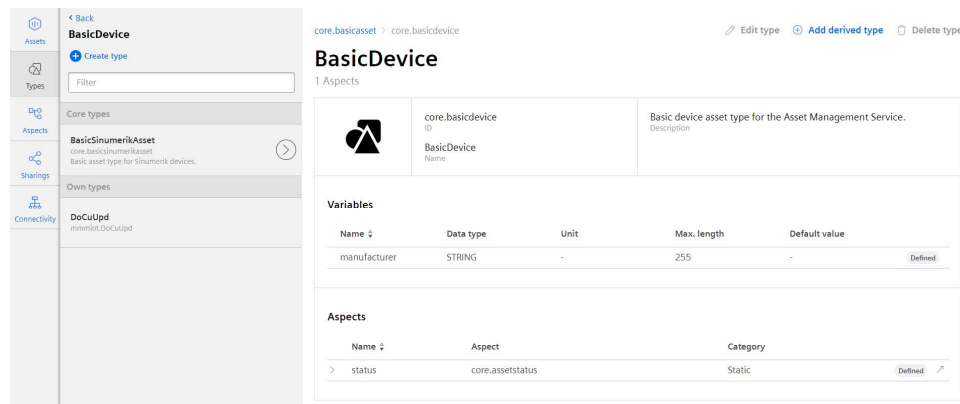 Assets
Types
Aspects
Sharings
Connectivity
Back
BasicDevice
Create type
Filter
Core types
BasicSinumerikAsset
core.basicsinumerikasset
Basic asset type for Sinumerik devices.
Own types
DoCuUpd
mmmiot.DoCuUpd
core.basicasset > core.basicdevice
Edit type Add derived type Delete type
BasicDevice
1 Aspects
core.basicdevice
ID
BasicDevice
Name
Basic device asset type for the Asset Management Service.
Description
Variables
Name Data type Unit Max. length Default value
manufacturer STRING - 255 - Defined
Aspects
Name Aspect Category
status core.assetstatus Static Defined